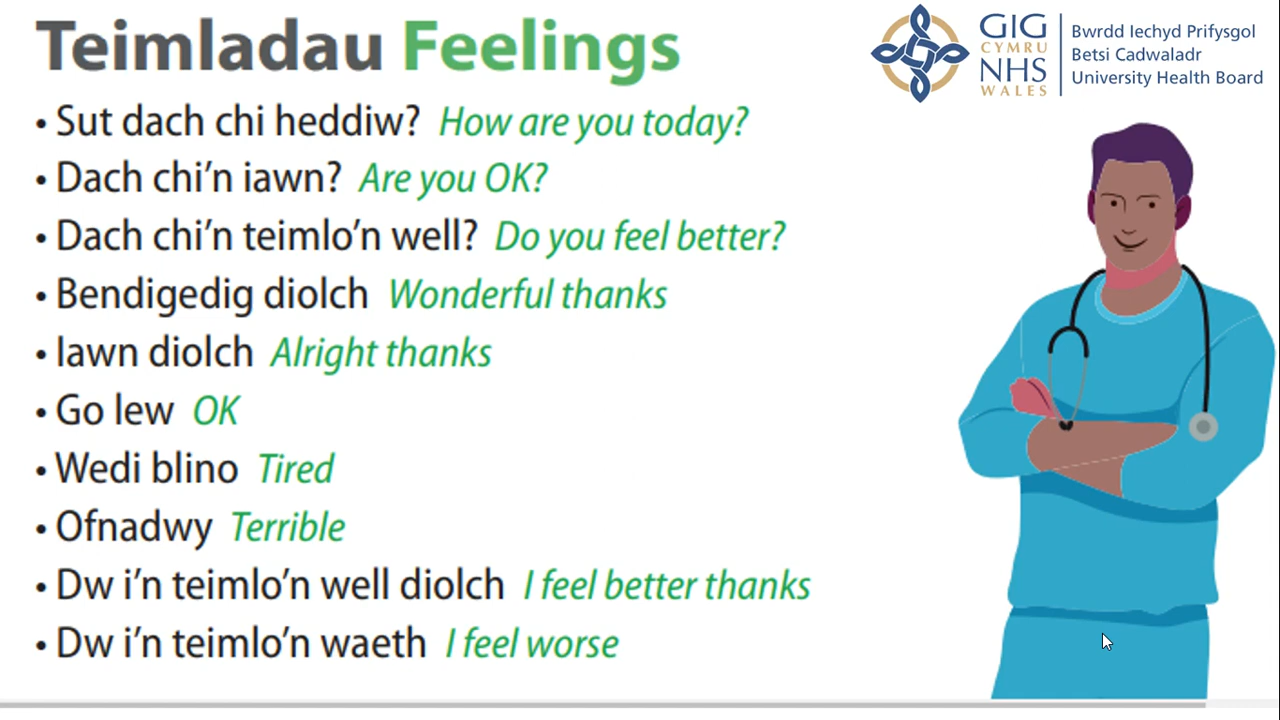 Teimladau Feelings
GIG
CYMRU
NHS
WALES
Bwrdd Iechyd Prifysgol
Betsi Cadwaladr
University Health Board
• Sut dach chi heddiw? How are you today?
• Dach chi'n iawn? Are you OK?
• Dach chi'n teimlo'n well? Do you feel better?
• Bendigedig diolch Wonderful thanks
• Iawn diolch Alright thanks
• Go lew OK
• Wedi blino Tired
• Ofnadwy Terrible
• Dw i'n teimlo'n well diolch I feel better thanks
• Dw i'n teimlo'n waeth I feel worse